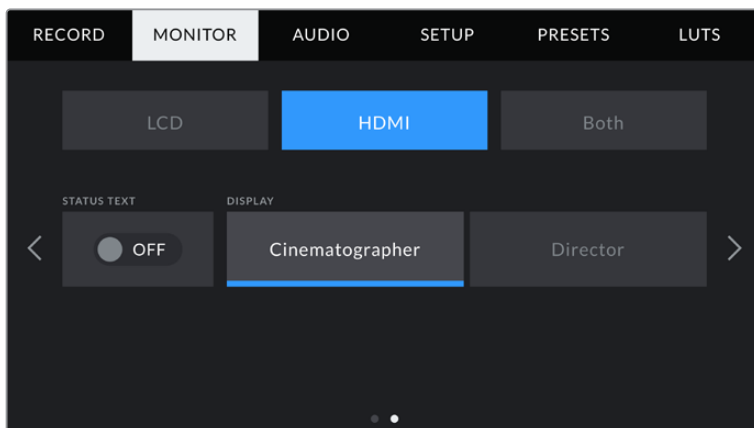 RECORD MONITOR AUDIO SETUP PRESETS LUTS
LCD HDMI Both
STATUS TEXT DISPLAY
OFF Cinematographer Director